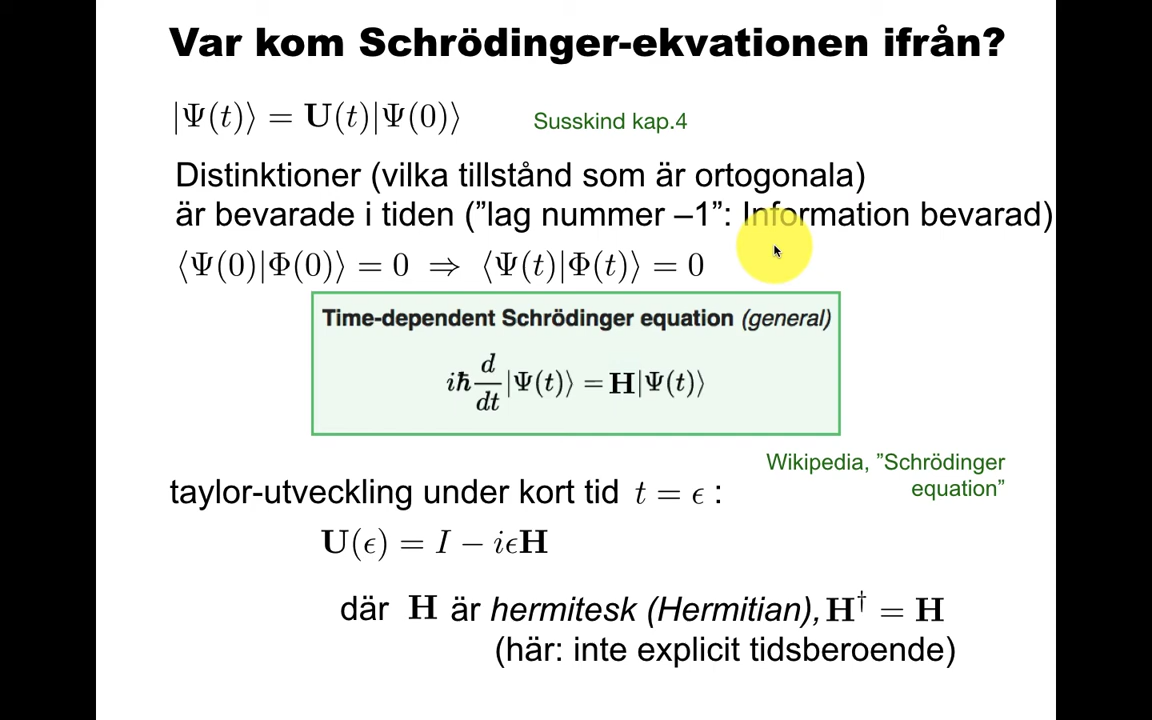 Var kom Schrödinger-ekvationen ifrån?
|Ψ(t)⟩ = U(t)|Ψ(0)⟩
Susskind kap.4
Distinktioner (vilka tillstånd som är ortogonala)
är bevarade i tiden (”lag nummer –1”: Information bevarad)
⟨Ψ(0)|Φ(0)⟩ = 0 ⇒ ⟨Ψ(t)|Φ(t)⟩ = 0
Time-dependent Schrödinger equation (general)
iħ d/dt |Ψ(t)⟩ = H|Ψ(t)⟩
Wikipedia, ”Schrödinger
equation”
taylor-utveckling under kort tid t = ϵ :
U(ϵ) = I − iϵH
där H är hermitesk (Hermitian), H† = H
(här: inte explicit tidsberoende)